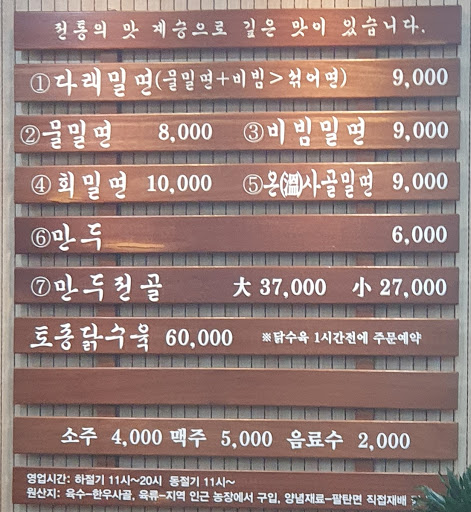 전통의 맛 계승으로 깊은 맛이 있습니다.
①다래밀면(물밀면+비빔>섞어면) 9,000
②물밀면 8,000 ③비빔밀면 9,000
④회밀면 10,000 ⑤온(溫)사골밀면 9,000
⑥만두 6,000
⑦만두전골 大 37,000 小 27,000
토종닭수육 60,000 ※닭수육 1시간전에 주문예약
소주 4,000 맥주 5,000 음료수 2,000
영업시간: 하절기 11시~20시 동절기 11시~
원산지: 육수-한우사골, 육류-지역 인근 농장에서 구입, 양념재료-팔탄면 직접재배